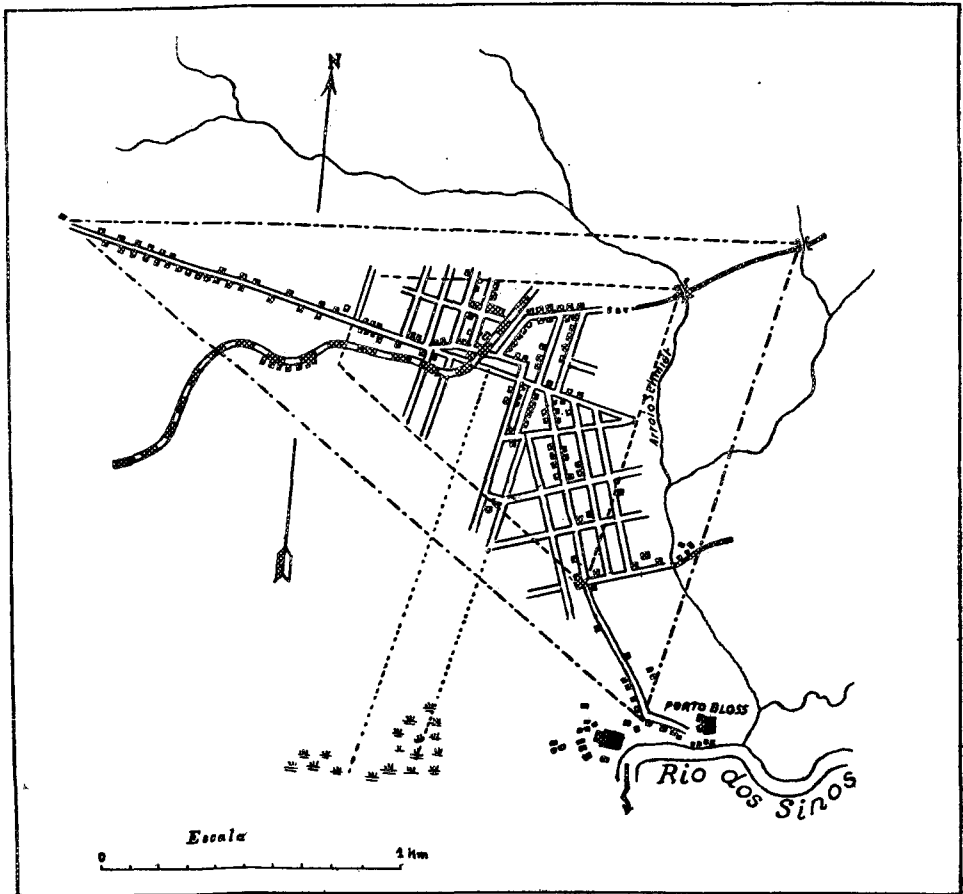 N
Arroio Schmidt
PORTO BLOSS
Rio dos Sinos
Escala
0 1 Km